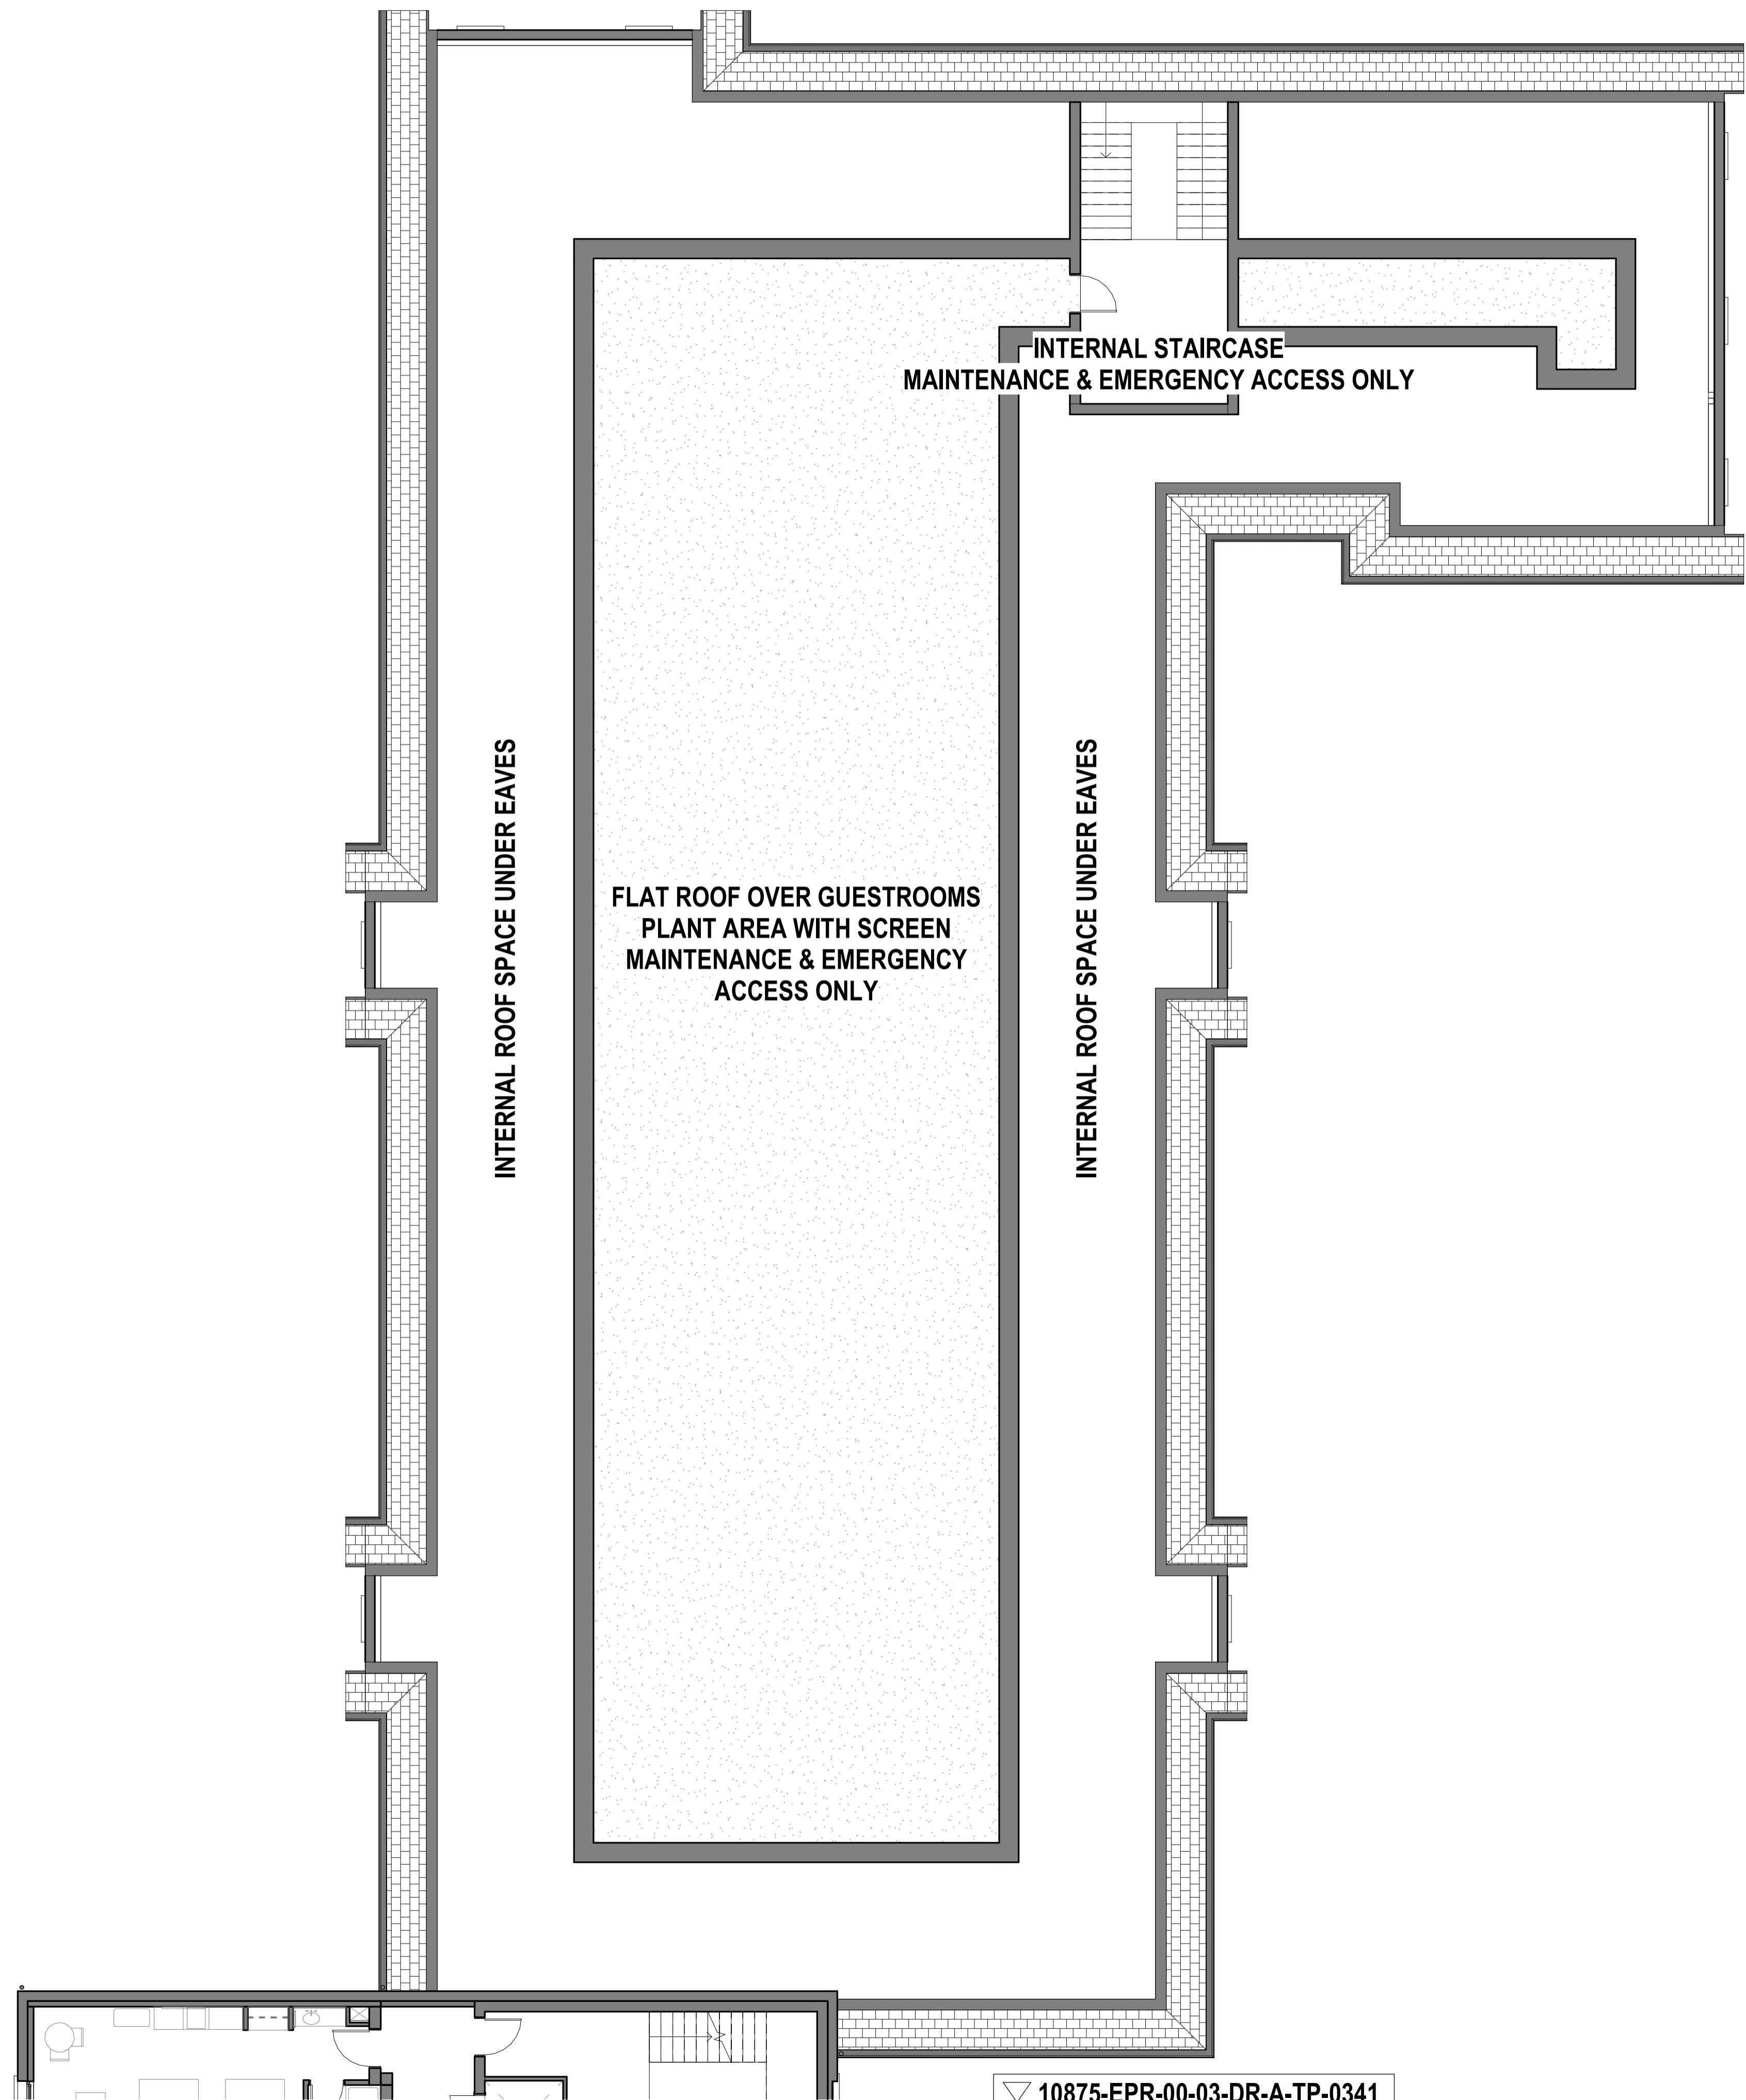 INTERNAL STAIRCASE
MAINTENANCE & EMERGENCY ACCESS ONLY
INTERNAL ROOF SPACE UNDER EAVES
FLAT ROOF OVER GUESTROOMS
PLANT AREA WITH SCREEN
MAINTENANCE & EMERGENCY
ACCESS ONLY
INTERNAL ROOF SPACE UNDER EAVES
10875-EPR-00-03-DR-A-TP-0341